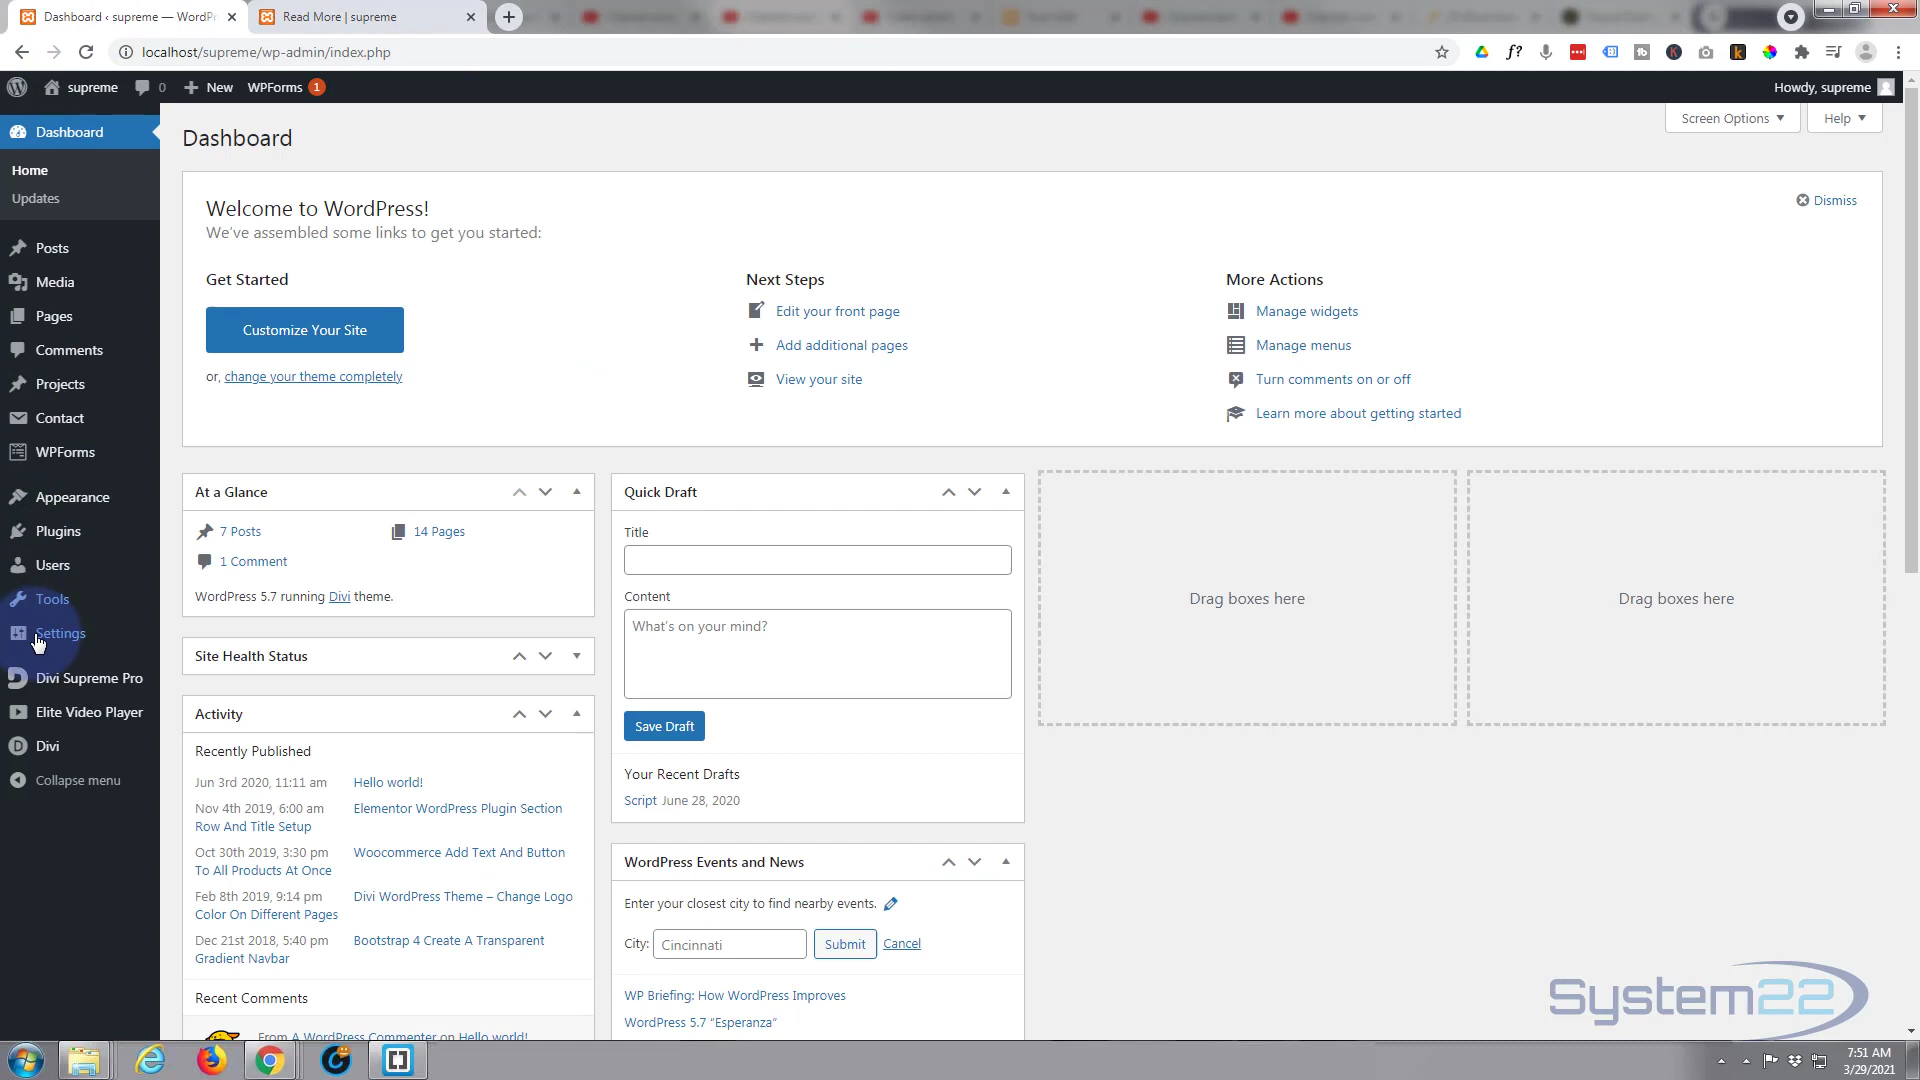 Dashboard ‹ supreme — WordPr
Read More | supreme
localhost/supreme/wp-admin/index.php
supreme
0
New
WPForms
1
Howdy, supreme
Dashboard
Home
Updates
Posts
Media
Pages
Comments
Projects
Contact
WPForms
Appearance
Plugins
Users
Tools
Settings
Divi Supreme Pro
Elite Video Player
Divi
Collapse menu
Dashboard
Screen Options
Help
Welcome to WordPress!
We've assembled some links to get you started:
Dismiss
Get Started
Customize Your Site
or, change your theme completely
Next Steps
Edit your front page
Add additional pages
View your site
More Actions
Manage widgets
Manage menus
Turn comments on or off
Learn more about getting started
At a Glance
7 Posts
14 Pages
1 Comment
WordPress 5.7 running Divi theme.
Site Health Status
Activity
Recently Published
Jun 3rd 2020, 11:11 am Hello world!
Nov 4th 2019, 6:00 am Elementor WordPress Plugin Section
Row And Title Setup
Oct 30th 2019, 3:30 pm Woocommerce Add Text And Button
To All Products At Once
Feb 8th 2019, 9:14 pm Divi WordPress Theme – Change Logo
Color On Different Pages
Dec 21st 2018, 5:40 pm Bootstrap 4 Create A Transparent
Gradient Navbar
Recent Comments
From A WordPress Commenter on Hello world!
Quick Draft
Title
Content
What's on your mind?
Save Draft
Your Recent Drafts
Script June 28, 2020
WordPress Events and News
Enter your closest city to find nearby events.
City: Cincinnati Submit Cancel
WP Briefing: How WordPress Improves
WordPress 5.7 “Esperanza”
Drag boxes here
Drag boxes here
System22
7:51 AM
3/29/2021